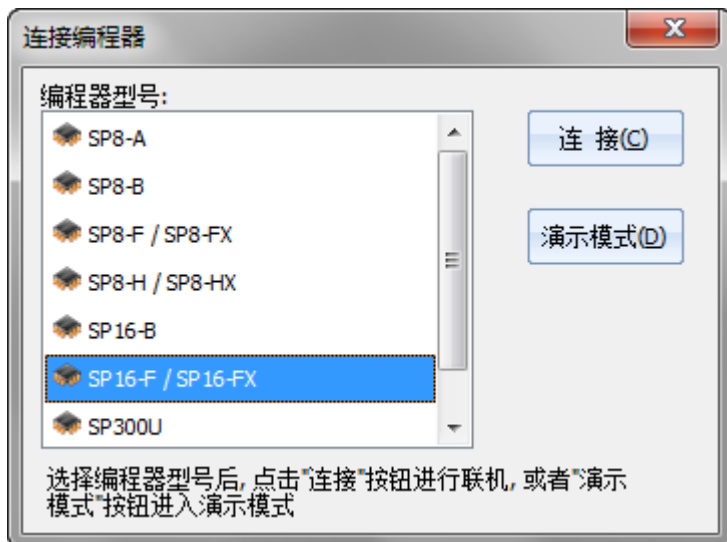 连接编程器
编程器型号:
SP8-A
SP8-B
SP8-F / SP8-FX
SP8-H / SP8-HX
SP16-B
SP16-F / SP16-FX
SP300U
连 接(C)
演示模式(D)
选择编程器型号后, 点击"连接"按钮进行联机, 或者"演示
模式"按钮进入演示模式